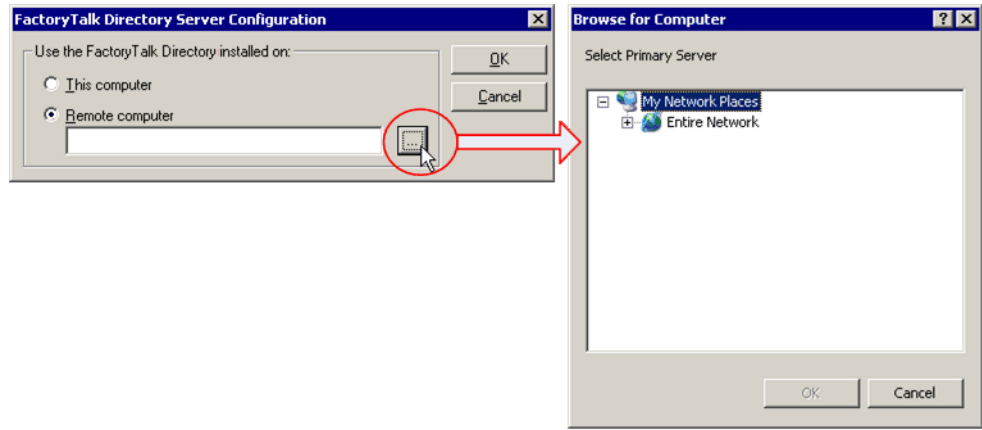 FactoryTalk Directory Server Configuration
Use the FactoryTalk Directory installed on:
This computer
Remote computer
...
OK
Cancel
Browse for Computer
Select Primary Server
My Network Places
Entire Network
OK
Cancel